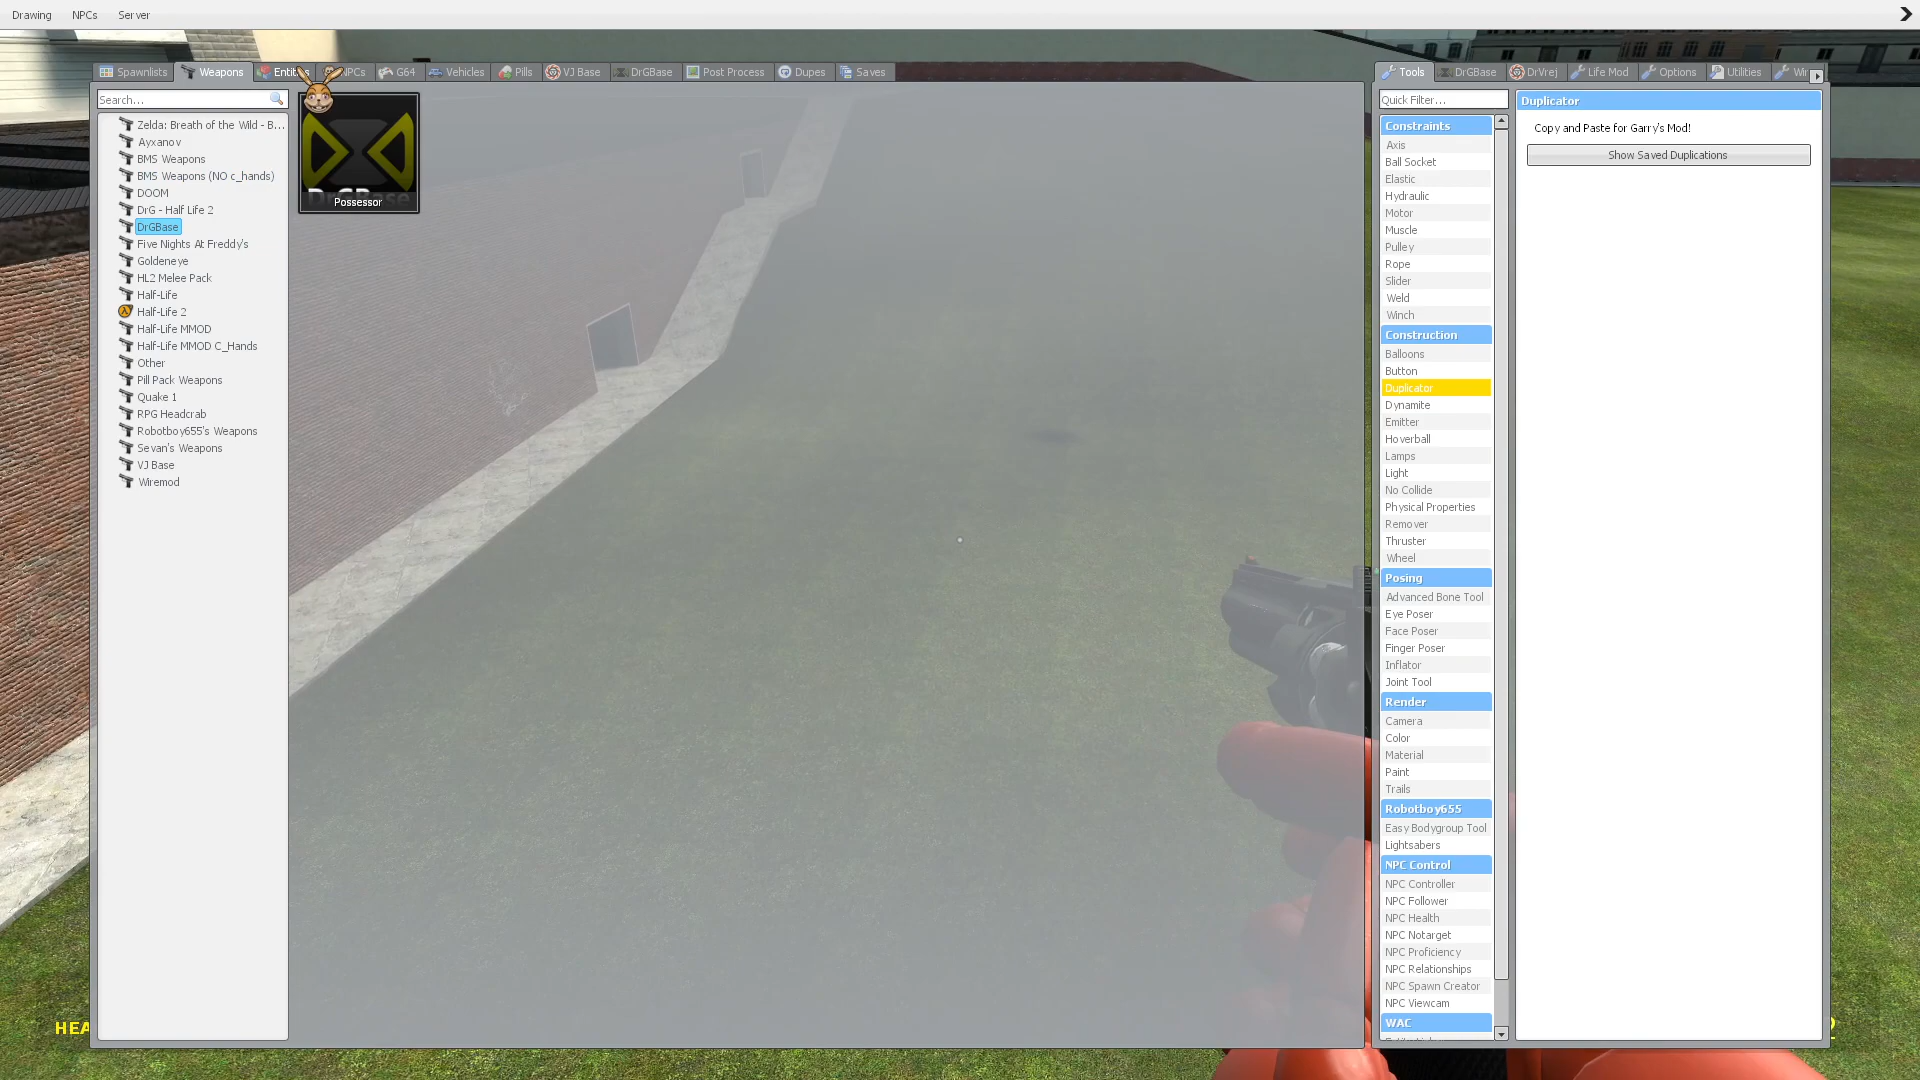 Drawing NPCs Server
Spawnlists Weapons Entiti NPCs G64 Vehicles Pills VJ Base DrGBase Post Process Dupes Saves
Search...
Zelda: Breath of the Wild - B...
Ayxanov
BMS Weapons
BMS Weapons (NO c_hands)
DOOM
DrG - Half Life 2
DrGBase
Five Nights At Freddy's
Goldeneye
HL2 Melee Pack
Half-Life
Half-Life 2
Half-Life MMOD
Half-Life MMOD C_Hands
Other
Pill Pack Weapons
Quake 1
RPG Headcrab
Robotboy655's Weapons
Sevan's Weapons
VJ Base
Wiremod
DrGBase
Possessor
HEA
Tools DrGBase DrVrej Life Mod Options Utilities Wir
Quick Filter...
Constraints
Axis
Ball Socket
Elastic
Hydraulic
Motor
Muscle
Pulley
Rope
Slider
Weld
Winch
Construction
Balloons
Button
Duplicator
Dynamite
Emitter
Hoverball
Lamps
Light
No Collide
Physical Properties
Remover
Thruster
Wheel
Posing
Advanced Bone Tool
Eye Poser
Face Poser
Finger Poser
Inflator
Joint Tool
Render
Camera
Color
Material
Paint
Trails
Robotboy655
Easy Bodygroup Tool
Lightsabers
NPC Control
NPC Controller
NPC Follower
NPC Health
NPC Notarget
NPC Proficiency
NPC Relationships
NPC Spawn Creator
NPC Viewcam
WAC
Duplicator
Copy and Paste for Garry's Mod!
Show Saved Duplications